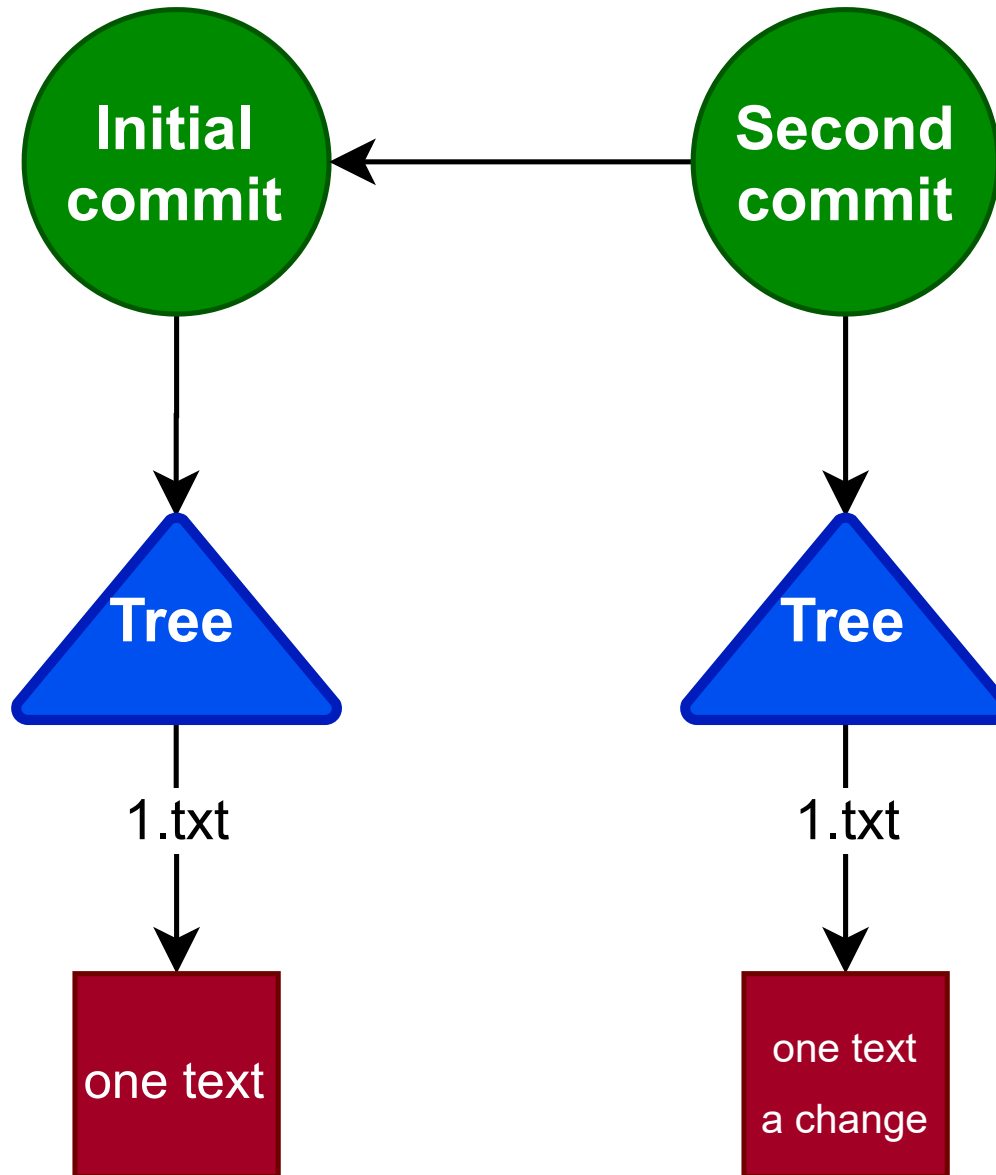 Initial
commit
Second
commit
Tree
Tree
1.txt
1.txt
one text
one text
a change